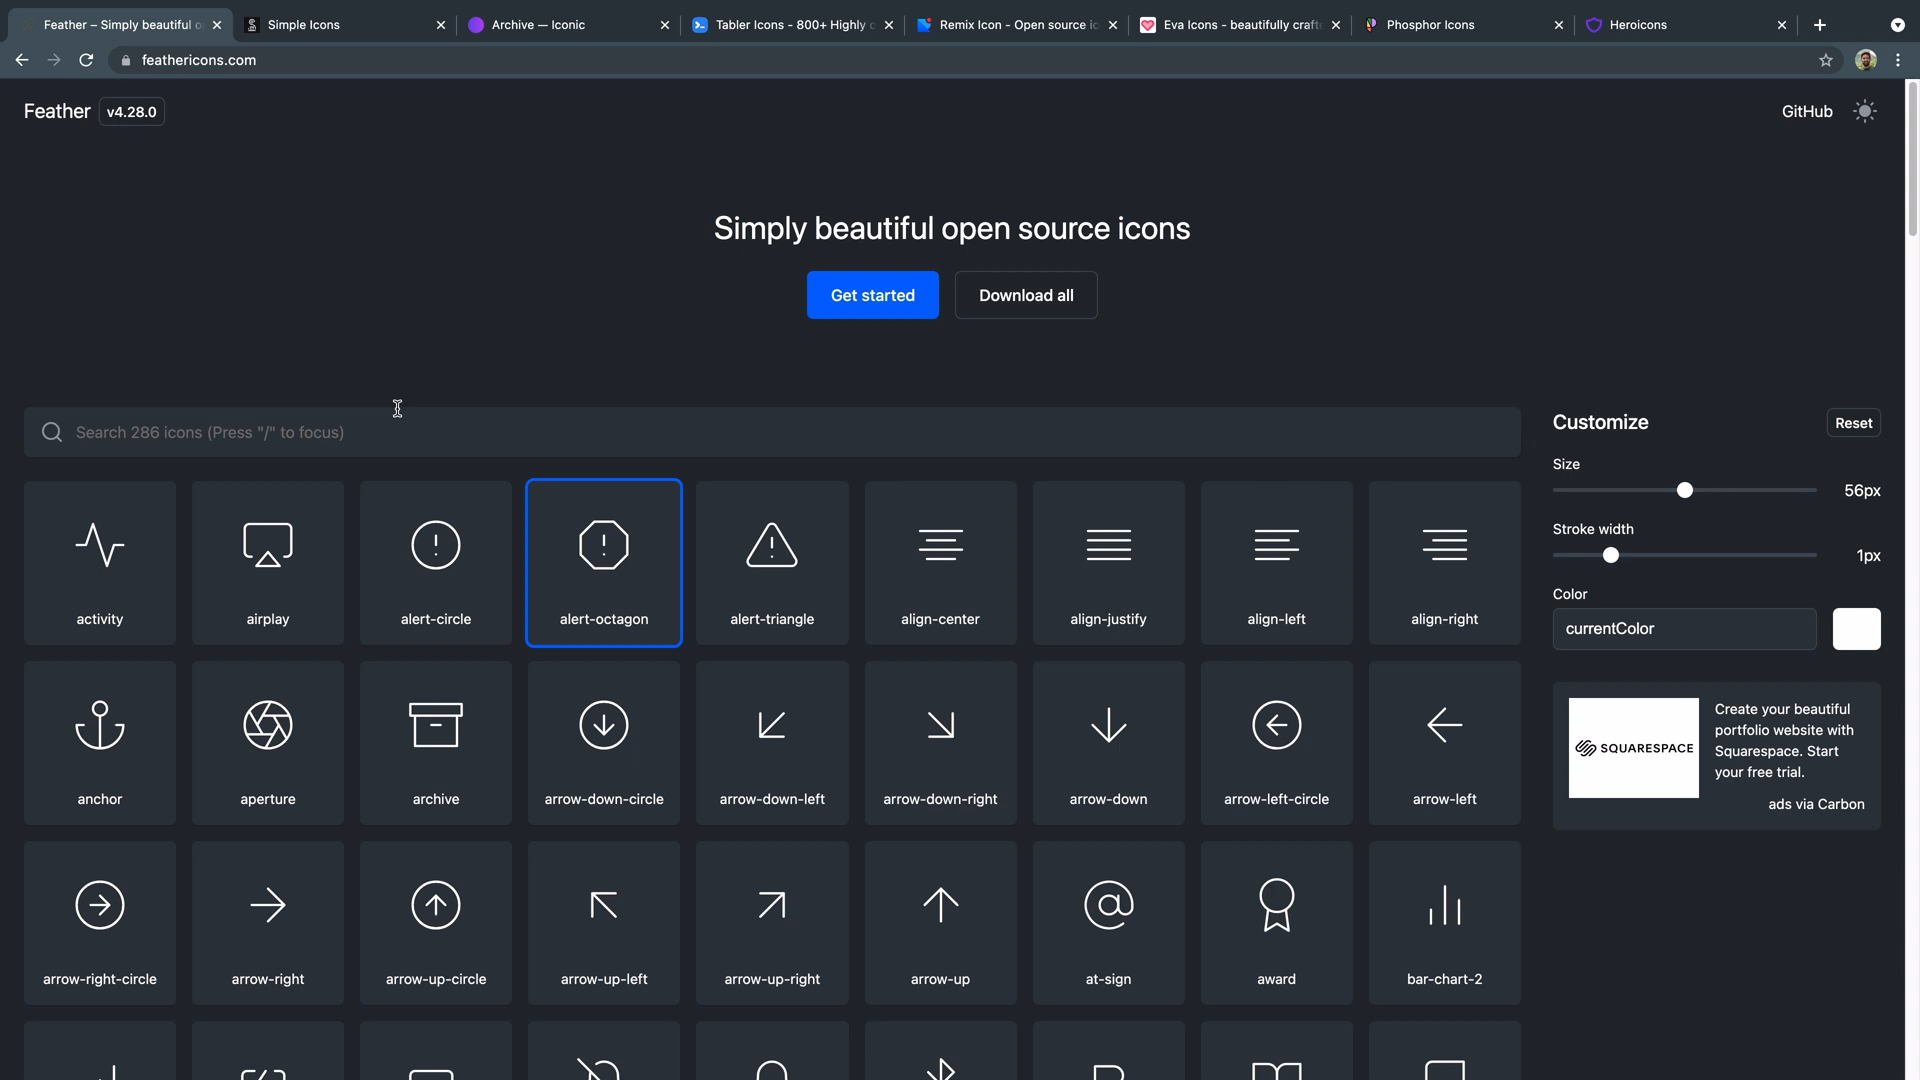 Feather – Simply beautiful o
Simple Icons
Archive — Iconic
Tabler Icons - 800+ Highly c
Remix Icon - Open source ic
Eva Icons - beautifully craft
Phosphor Icons
Heroicons
feathericons.com
Feather
v4.28.0
GitHub
Simply beautiful open source icons
Get started
Download all
Search 286 icons (Press "/" to focus)
Customize
Reset
Size
56px
Stroke width
1px
Color
currentColor
activity
airplay
alert-circle
alert-octagon
alert-triangle
align-center
align-justify
align-left
align-right
SQUARESPACE
Create your beautiful
portfolio website with
Squarespace. Start
your free trial.
ads via Carbon
anchor
aperture
archive
arrow-down-circle
arrow-down-left
arrow-down-right
arrow-down
arrow-left-circle
arrow-left
arrow-right-circle
arrow-right
arrow-up-circle
arrow-up-left
arrow-up-right
arrow-up
at-sign
award
bar-chart-2